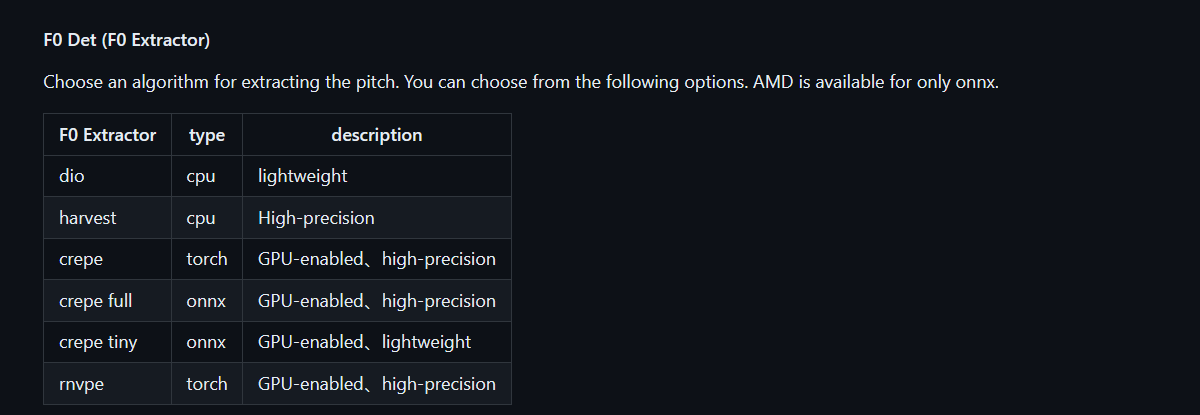 F0 Det (F0 Extractor)
Choose an algorithm for extracting the pitch. You can choose from the following options. AMD is available for only onnx.
F0 Extractor type description
dio cpu lightweight
harvest cpu High-precision
crepe torch GPU-enabled、high-precision
crepe full onnx GPU-enabled、high-precision
crepe tiny onnx GPU-enabled、lightweight
rnvpe torch GPU-enabled、high-precision